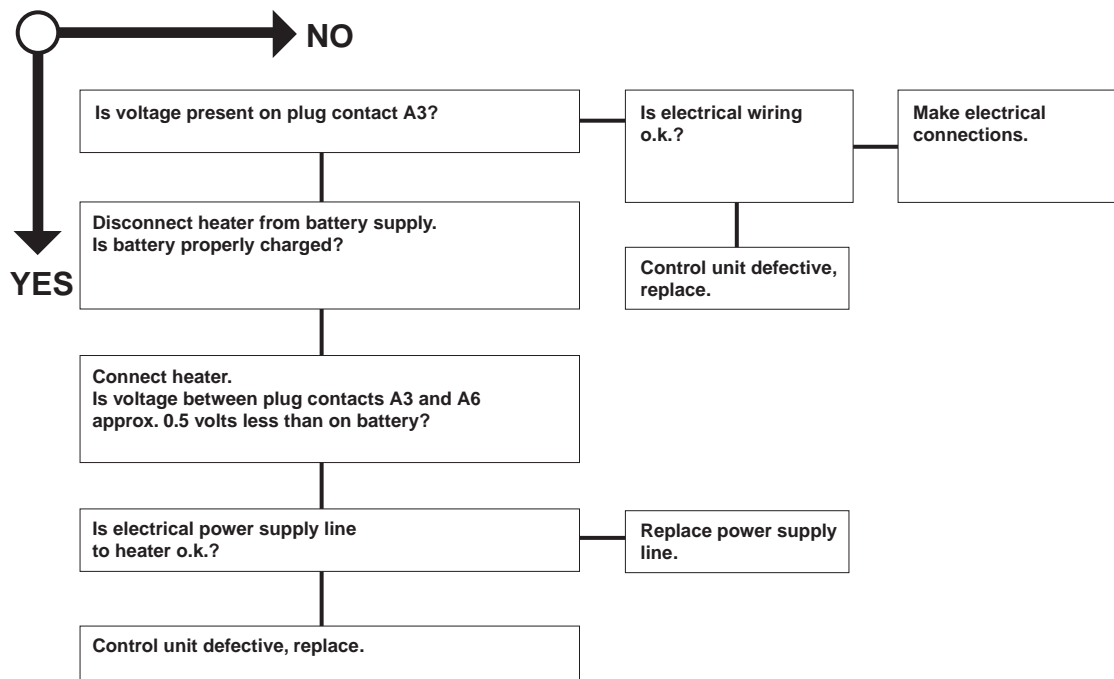 NO
YES
Is voltage present on plug contact A3?
Is electrical wiring
o.k.?
Make electrical
connections.
Disconnect heater from battery supply.
Is battery properly charged?
Control unit defective,
replace.
Connect heater.
Is voltage between plug contacts A3 and A6
approx. 0.5 volts less than on battery?
Is electrical power supply line
to heater o.k.?
Replace power supply
line.
Control unit defective, replace.